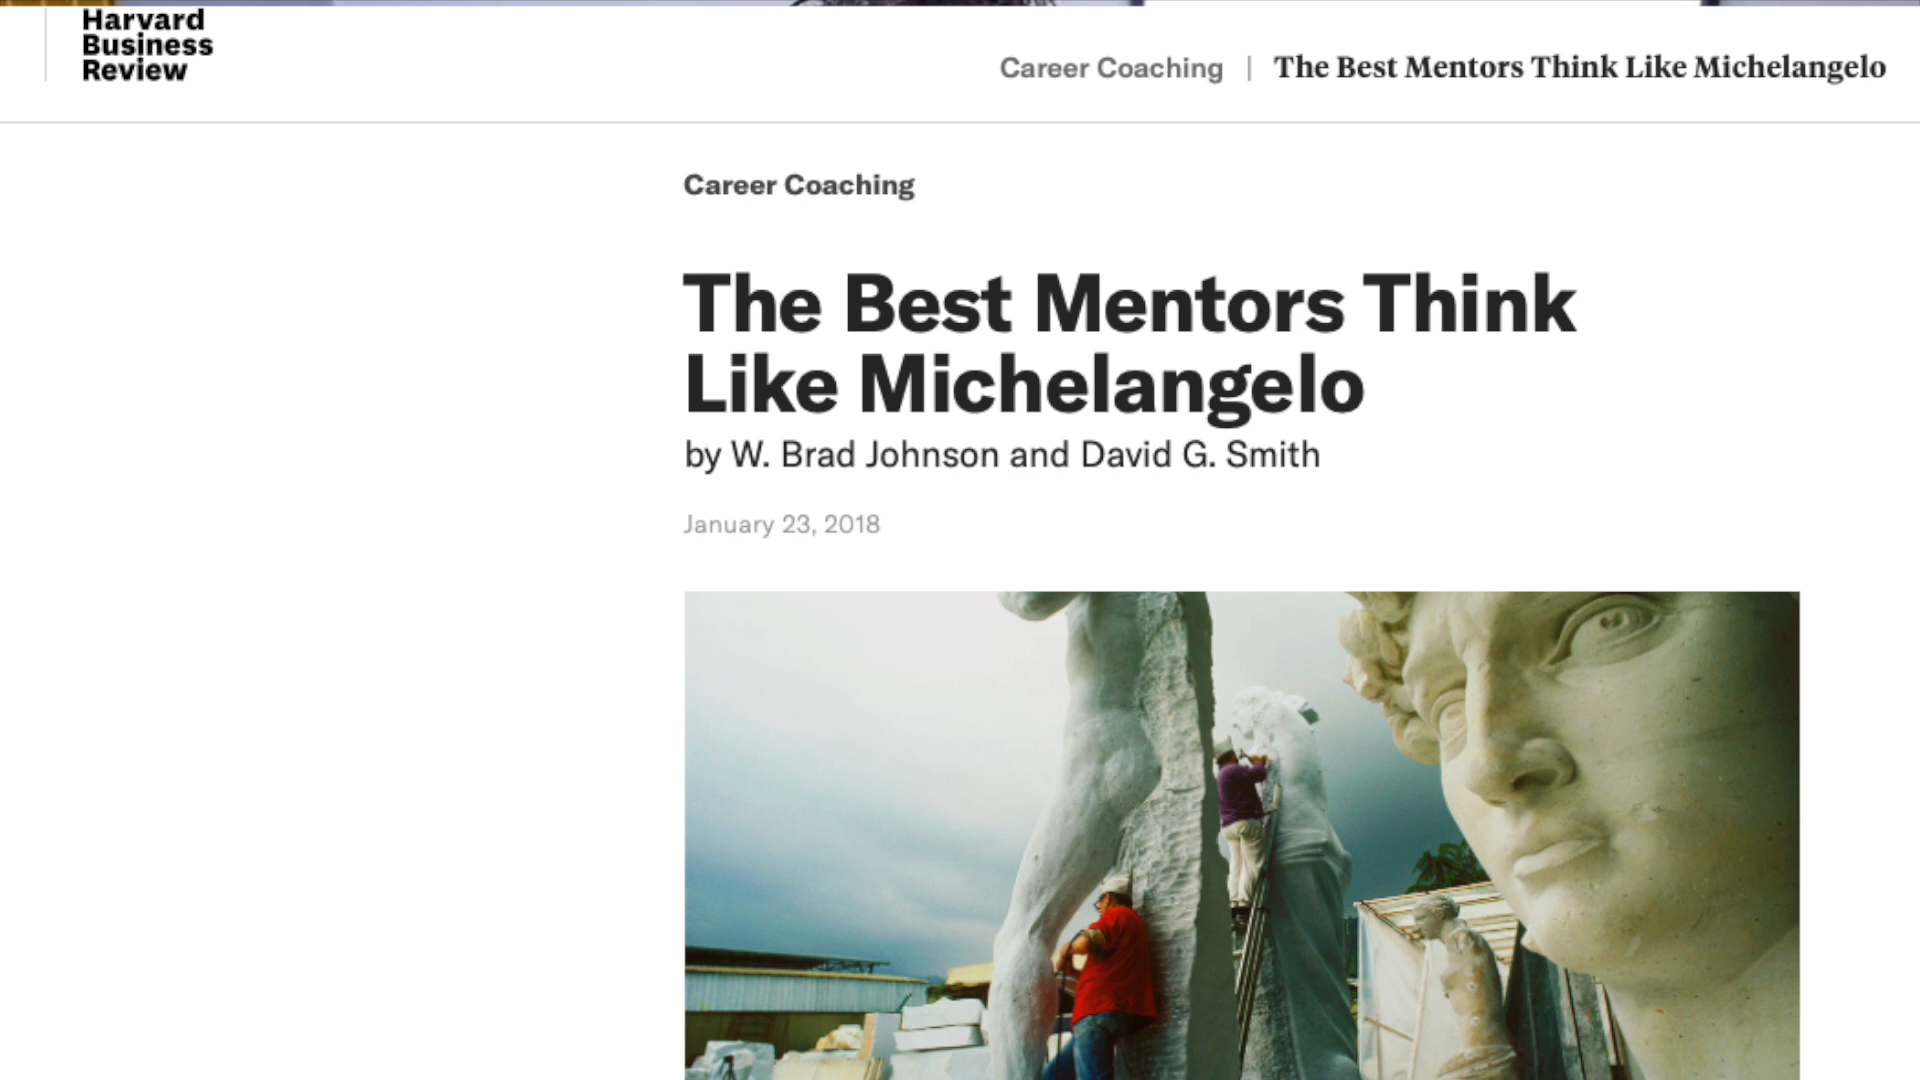 Harvard
Business
Review
Career Coaching | The Best Mentors Think Like Michelangelo
Career Coaching
The Best Mentors Think
Like Michelangelo
by W. Brad Johnson and David G. Smith
January 23, 2018